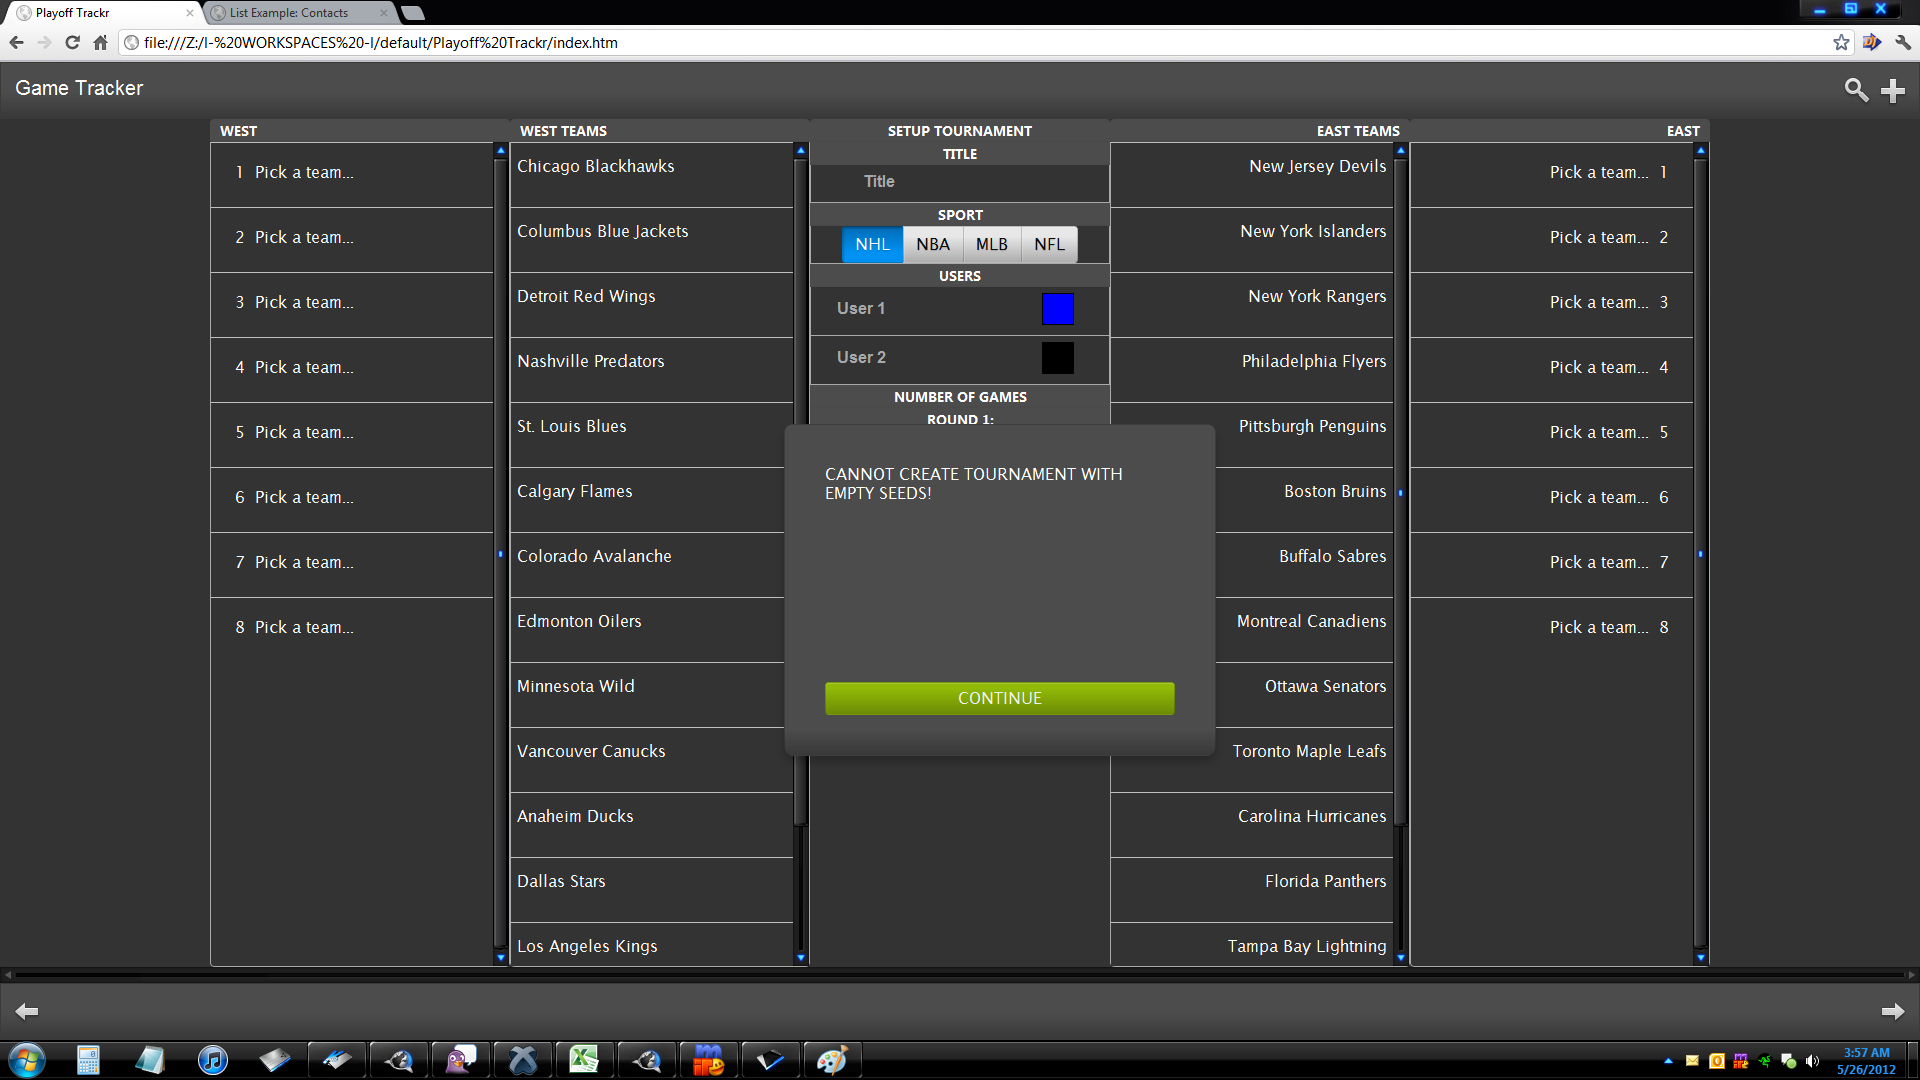 Playoff Trackr
List Example: Contacts
file:///Z:/I-%20WORKSPACES%20-I/default/Playoff%20Trackr/index.htm
Game Tracker
WEST
1 Pick a team...
2 Pick a team...
3 Pick a team...
4 Pick a team...
5 Pick a team...
6 Pick a team...
7 Pick a team...
8 Pick a team...
WEST TEAMS
Chicago Blackhawks
Columbus Blue Jackets
Detroit Red Wings
Nashville Predators
St. Louis Blues
Calgary Flames
Colorado Avalanche
Edmonton Oilers
Minnesota Wild
Vancouver Canucks
Anaheim Ducks
Dallas Stars
Los Angeles Kings
SETUP TOURNAMENT
TITLE
Title
SPORT
NHL NBA MLB NFL
USERS
User 1
User 2
NUMBER OF GAMES
ROUND 1:
CANNOT CREATE TOURNAMENT WITH
EMPTY SEEDS!
CONTINUE
EAST TEAMS
New Jersey Devils
New York Islanders
New York Rangers
Philadelphia Flyers
Pittsburgh Penguins
Boston Bruins
Buffalo Sabres
Montreal Canadiens
Ottawa Senators
Toronto Maple Leafs
Carolina Hurricanes
Florida Panthers
Tampa Bay Lightning
EAST
Pick a team... 1
Pick a team... 2
Pick a team... 3
Pick a team... 4
Pick a team... 5
Pick a team... 6
Pick a team... 7
Pick a team... 8
3:57 AM
5/26/2012